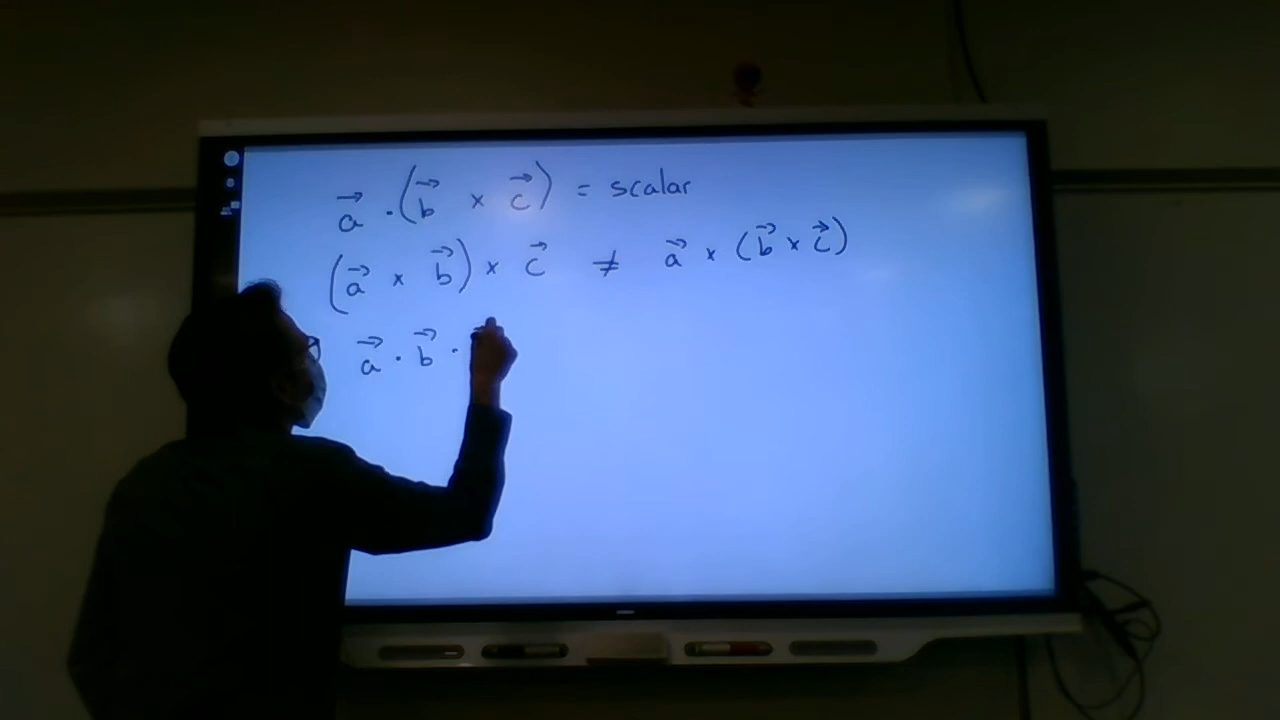 a⃗ · (b⃗ × c⃗) = scalar
(a⃗ × b⃗) × c⃗ ≠ a⃗ × (b⃗ × c⃗)
a⃗ · b⃗ ·